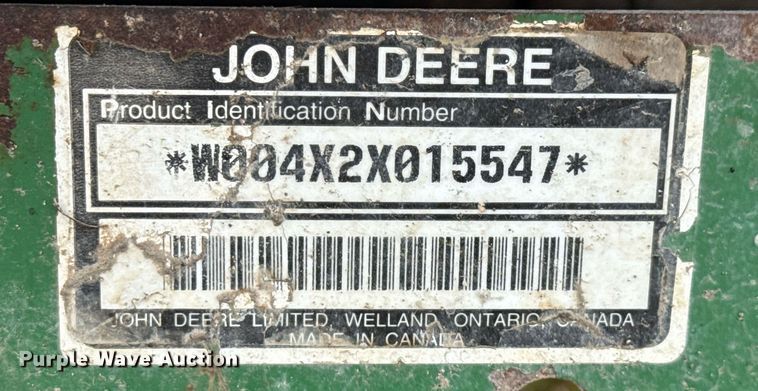 JOHN DEERE
Product Identification Number
*W004X2X015547*
JOHN DEERE LIMITED, WELLAND, ONTARIO, CANADA
MADE IN CANADA
Purple Wave Auction